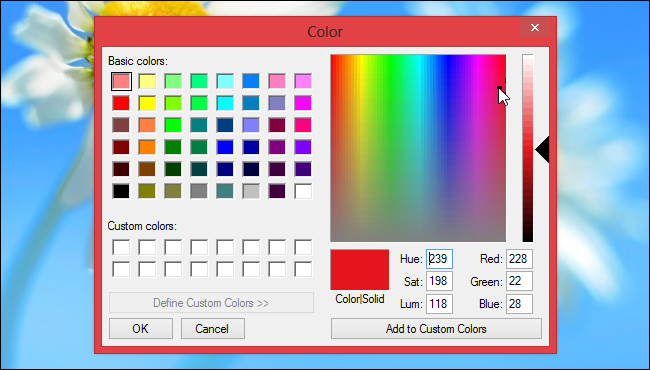 Color
Basic colors:
Custom colors:
Define Custom Colors >>
OK Cancel
Color|Solid
Hue: 239 Red: 228
Sat: 198 Green: 22
Lum: 118 Blue: 28
Add to Custom Colors